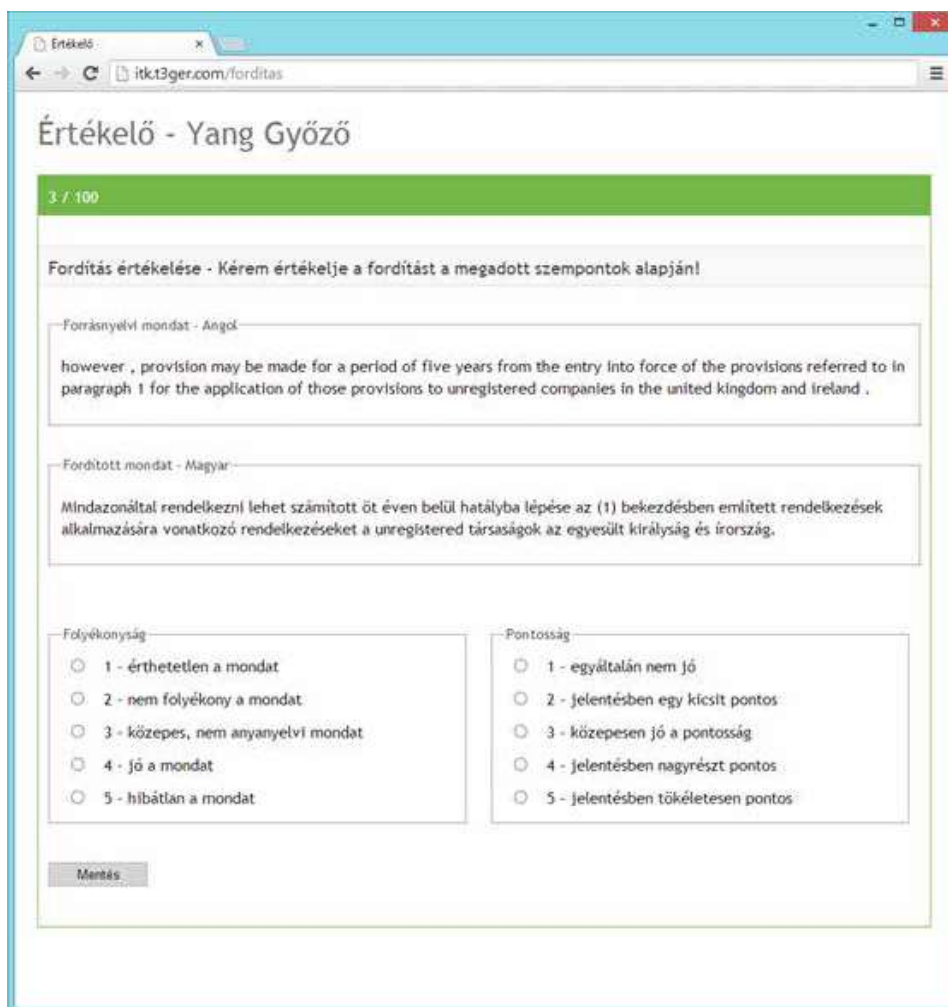 Értékelő
itk.t3ger.com/forditas
Értékelő - Yang Győző
3 / 100
Fordítás értékelése - Kérem értékelje a fordítást a megadott szempontok alapján!
Forrásnyelvi mondat - Angol
however , provision may be made for a period of five years from the entry into force of the provisions referred to in
paragraph 1 for the application of those provisions to unregistered companies in the united kingdom and ireland .
Fordított mondat - Magyar
Mindazonáltal rendelkezni lehet számított öt éven belül hatályba lépése az (1) bekezdésben említett rendelkezések
alkalmazására vonatkozó rendelkezéseket a unregistered társaságok az egyesült királyság és írország.
Folyékonyság
1 - érthetetlen a mondat
2 - nem folyékony a mondat
3 - közepes, nem anyanyelvi mondat
4 - jó a mondat
5 - hibátlan a mondat
Pontosság
1 - egyáltalán nem jó
2 - jelentésben egy kicsit pontos
3 - közepesen jó a pontosság
4 - jelentésben nagyrészt pontos
5 - jelentésben tökéletesen pontos
Mentés